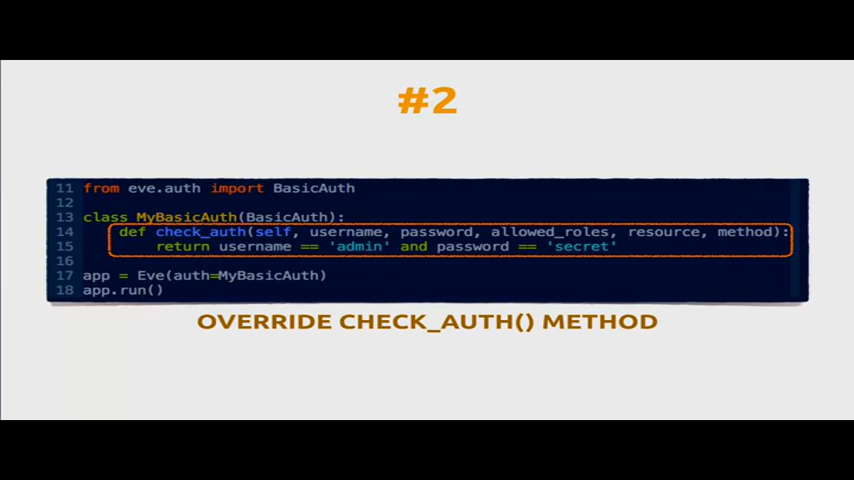 #2
11 from eve.auth import BasicAuth
12
13 class MyBasicAuth(BasicAuth):
14     def check_auth(self, username, password, allowed_roles, resource, method):
15         return username == 'admin' and password == 'secret'
16
17 app = Eve(auth=MyBasicAuth)
18 app.run()
OVERRIDE CHECK_AUTH() METHOD